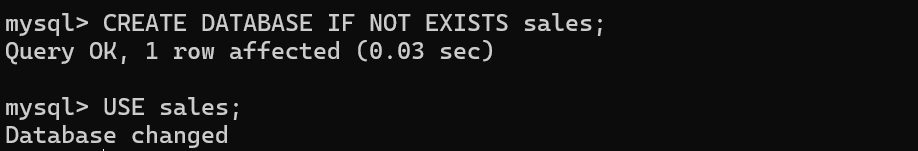 mysql> CREATE DATABASE IF NOT EXISTS sales;
Query OK, 1 row affected (0.03 sec)
mysql> USE sales;
Database changed